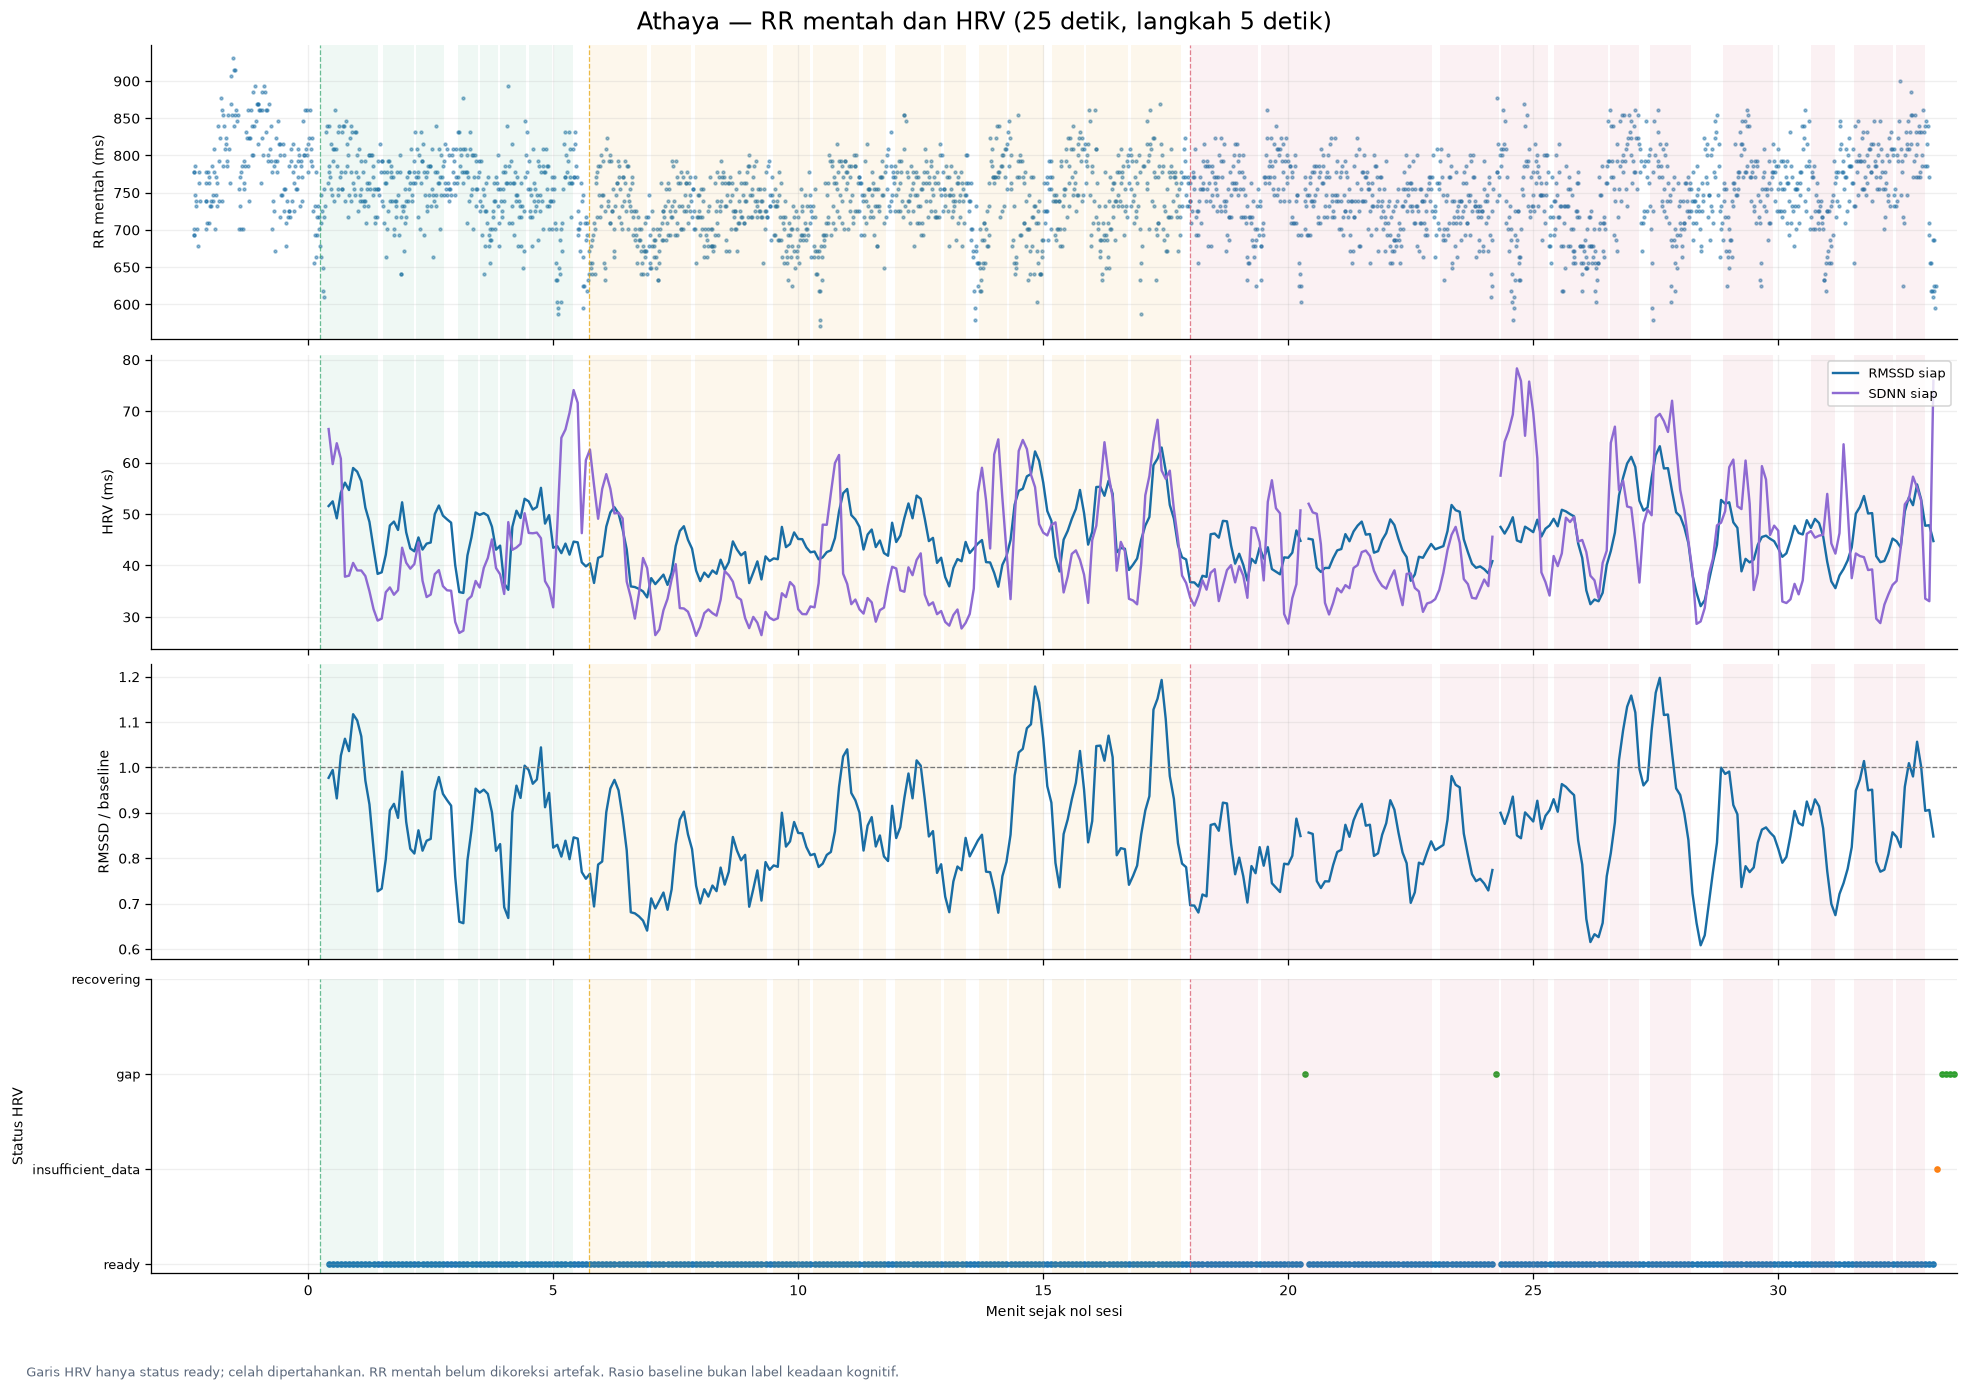 Athaya — RR mentah dan HRV (25 detik, langkah 5 detik)
RR mentah (ms)
900
850
800
750
700
650
600
HRV (ms)
80
70
60
50
40
30
RMSSD siap
SDNN siap
RMSSD / baseline
1.2
1.1
1.0
0.9
0.8
0.7
0.6
Status HRV
recovering
gap
insufficient_data
ready
0 5 10 15 20 25 30
Menit sejak nol sesi
Garis HRV hanya status ready; celah dipertahankan. RR mentah belum dikoreksi artefak. Rasio baseline bukan label keadaan kognitif.